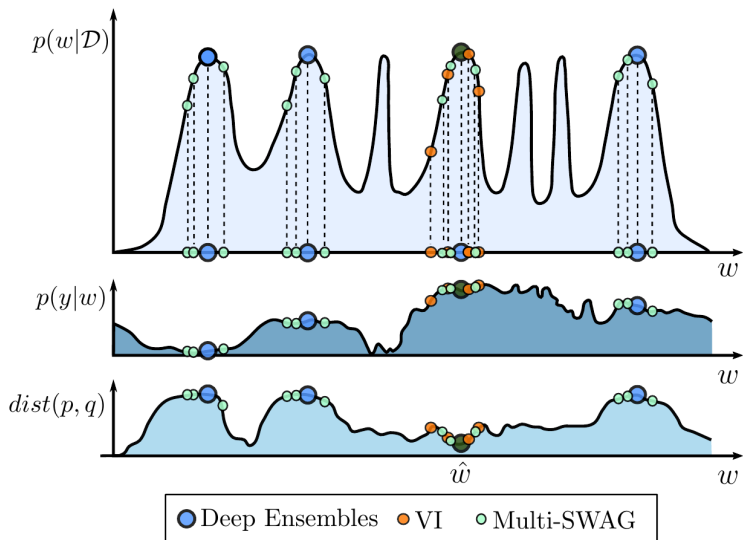 p(w|𝒟)
w
p(y|w)
w
dist(p, q)
ŵ
w
Deep Ensembles VI Multi-SWAG